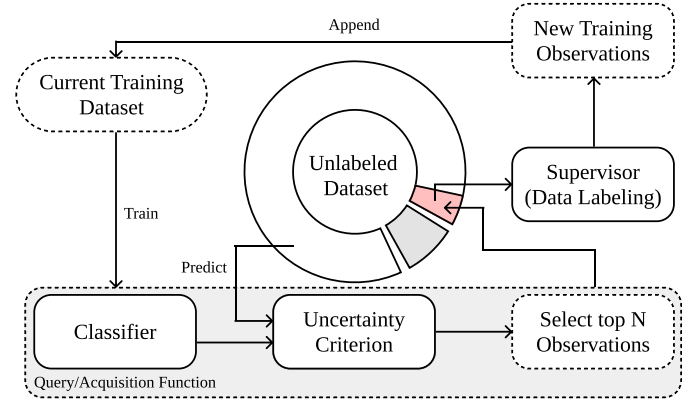 Append
New Training
Observations
Current Training
Dataset
Unlabeled
Dataset
Supervisor
(Data Labeling)
Train
Predict
Classifier
Uncertainty
Criterion
Select top N
Observations
Query/Acquisition Function